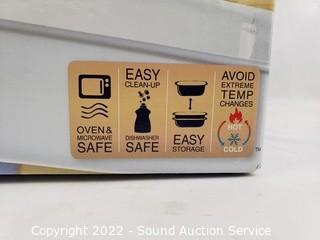 OVEN &
MICROWAVE
SAFE
EASY
CLEAN-UP
DISHWASHER
SAFE
EASY
STORAGE
AVOID
EXTREME
TEMP
CHANGES
HOT
COLD
TM
Copyright 2022 - Sound Auction Service